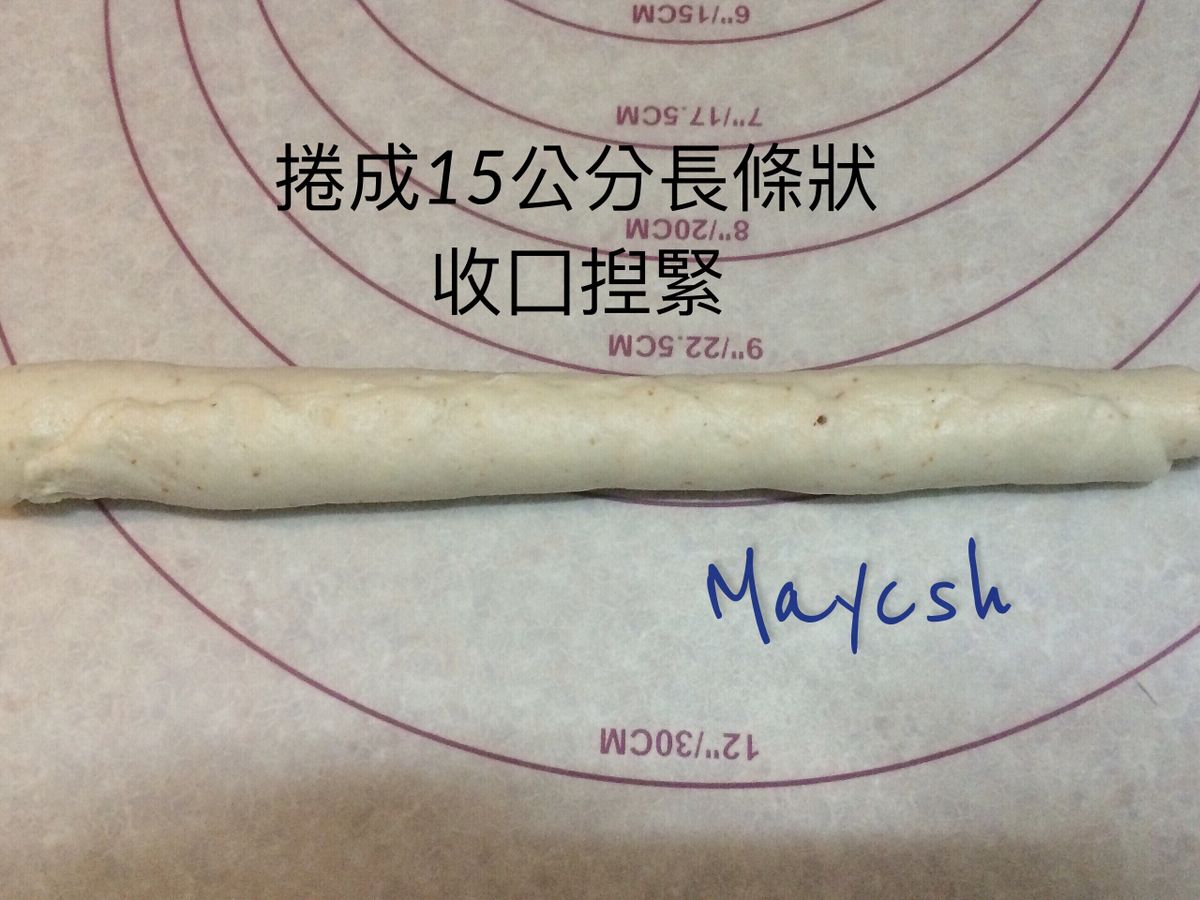 6"/15CM
7"/17.5CM
捲成15公分長條狀
8"/20CM
收口揑緊
9"/22.5CM
Maycsh
12"/30CM